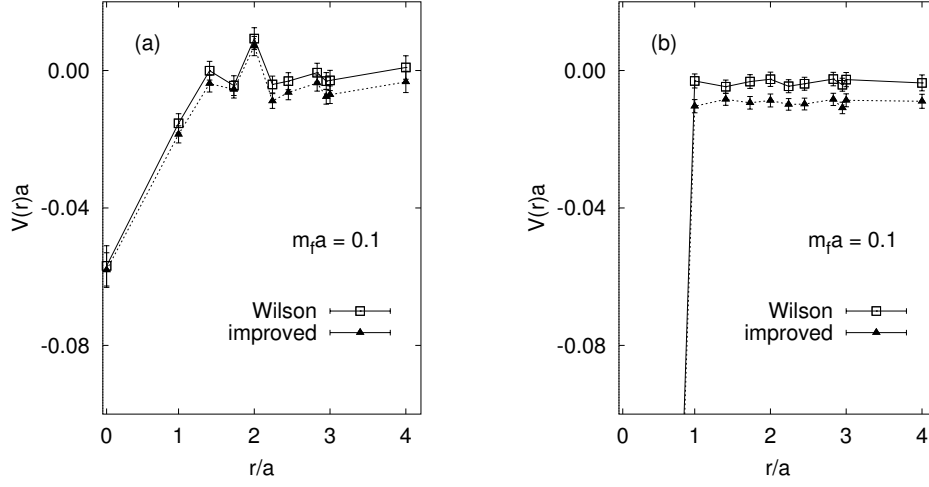 (a)
0.00
-0.04
-0.08
V(r)a
m_fa = 0.1
Wilson
improved
0 1 2 3 4
r/a
(b)
0.00
-0.04
-0.08
V(r)a
m_fa = 0.1
Wilson
improved
0 1 2 3 4
r/a